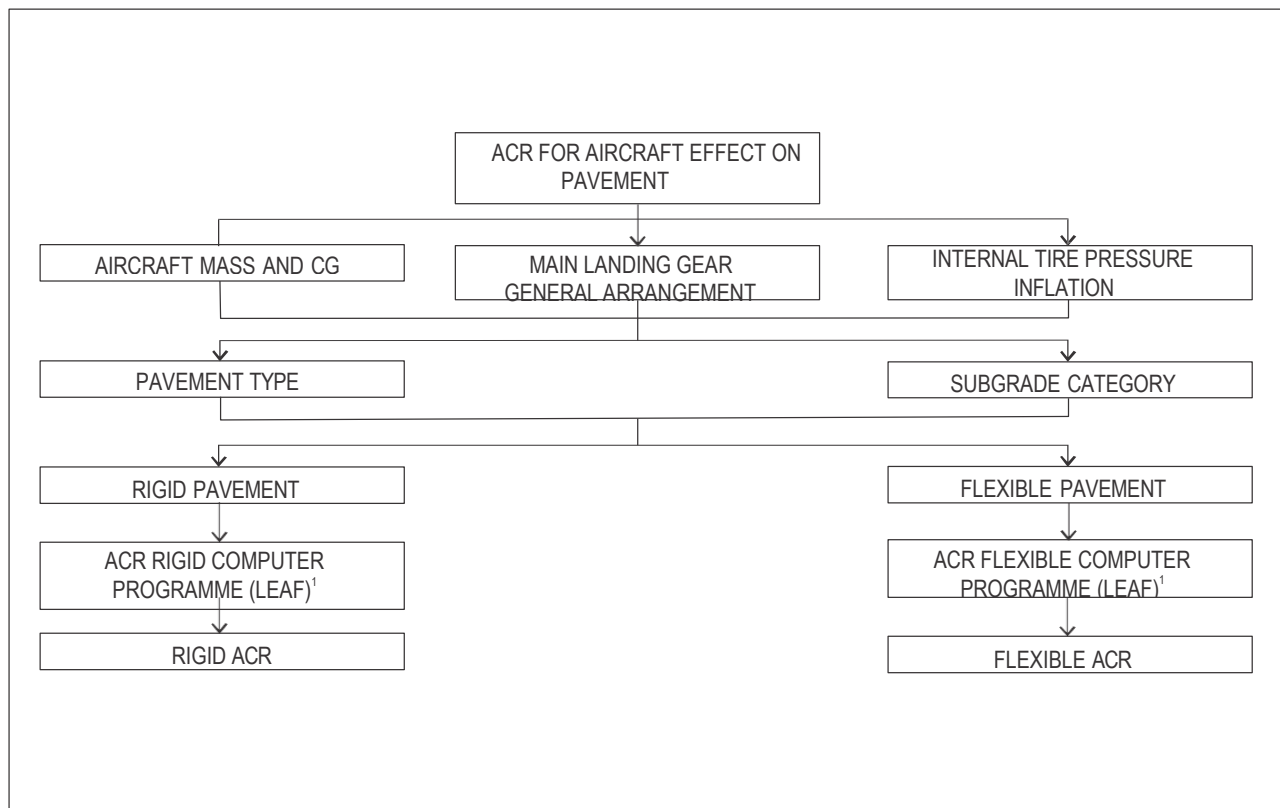 ACR FOR AIRCRAFT EFFECT ON
PAVEMENT
AIRCRAFT MASS AND CG
MAIN LANDING GEAR
GENERAL ARRANGEMENT
INTERNAL TIRE PRESSURE
INFLATION
PAVEMENT TYPE
SUBGRADE CATEGORY
RIGID PAVEMENT
FLEXIBLE PAVEMENT
ACR RIGID COMPUTER
PROGRAMME (LEAF)¹
ACR FLEXIBLE COMPUTER
PROGRAMME (LEAF)¹
RIGID ACR
FLEXIBLE ACR